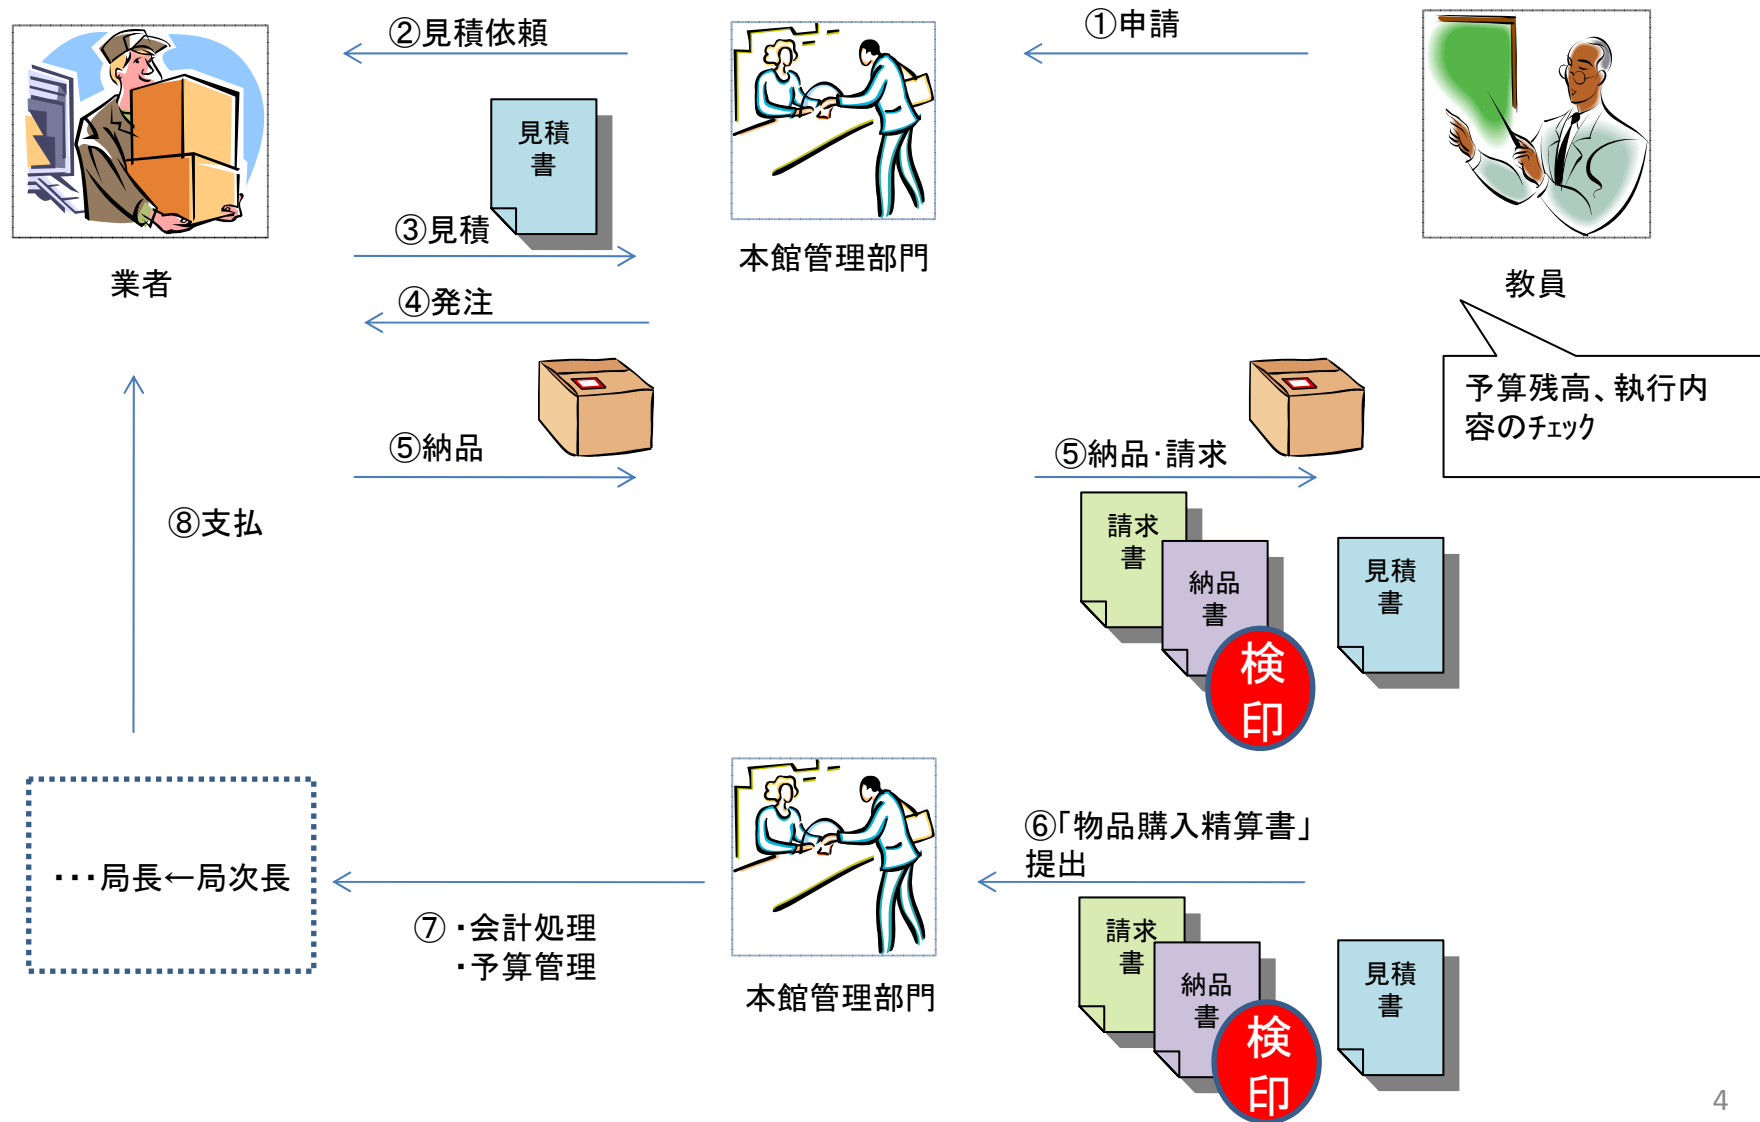 ②見積依頼
①申請
見積
書
③見積
本館管理部門
業者
教員
④発注
予算残高、執行内
容のチェック
⑤納品
⑤納品・請求
⑧支払
請求
書
納品
書
見積
書
検
印
⑥「物品購入精算書」
提出
・・・局長←局次長
⑦ ・会計処理
・予算管理
本館管理部門
請求
書
納品
書
見積
書
検
印
4